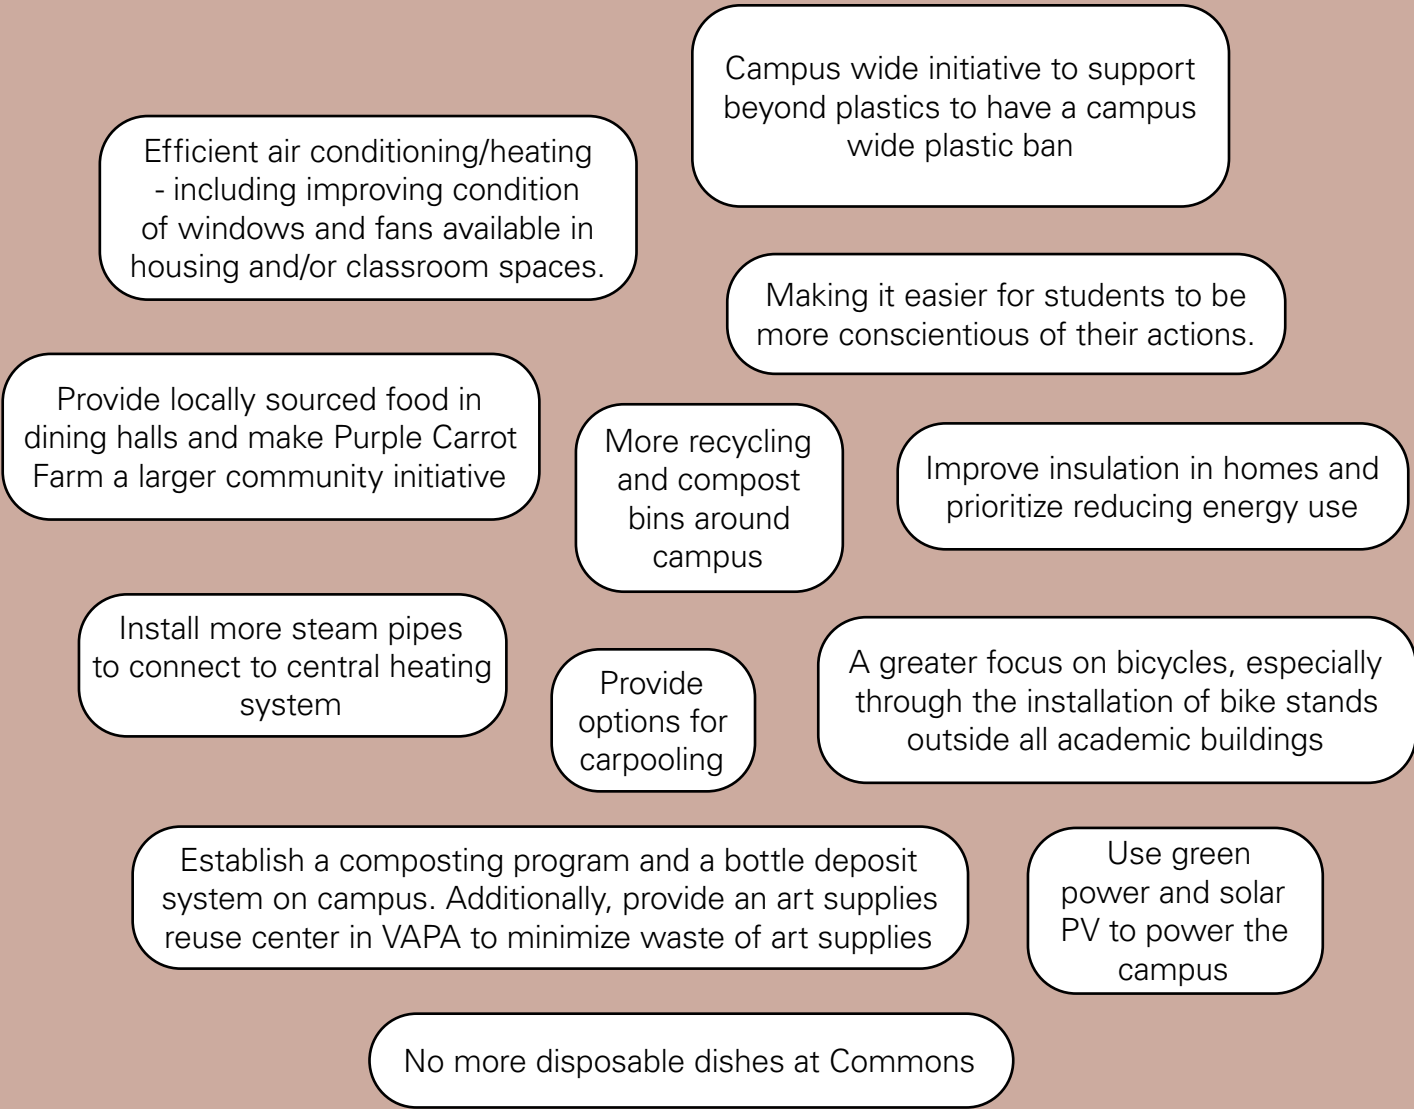 Campus wide initiative to support
beyond plastics to have a campus
wide plastic ban
Efficient air conditioning/heating
- including improving condition
of windows and fans available in
housing and/or classroom spaces.
Making it easier for students to be
more conscientious of their actions.
Provide locally sourced food in
dining halls and make Purple Carrot
Farm a larger community initiative
More recycling
and compost
bins around
campus
Improve insulation in homes and
prioritize reducing energy use
Install more steam pipes
to connect to central heating
system
Provide
options for
carpooling
A greater focus on bicycles, especially
through the installation of bike stands
outside all academic buildings
Establish a composting program and a bottle deposit
system on campus. Additionally, provide an art supplies
reuse center in VAPA to minimize waste of art supplies
Use green
power and solar
PV to power the
campus
No more disposable dishes at Commons